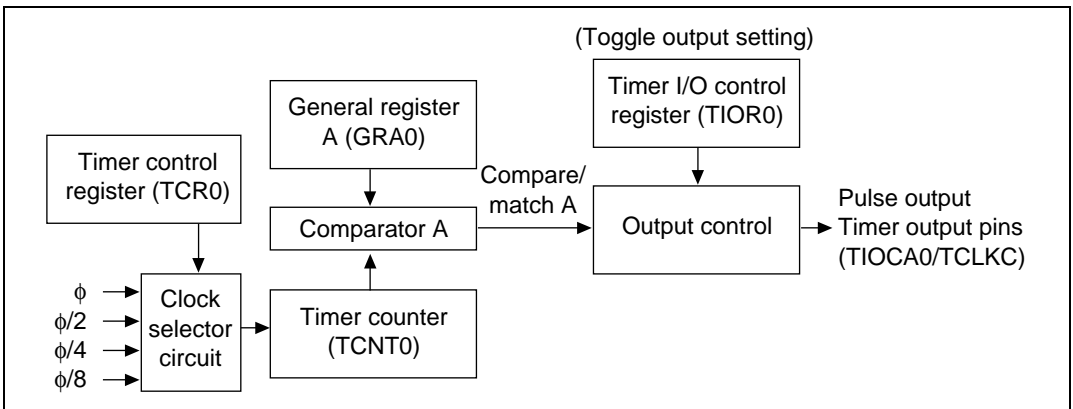 (Toggle output setting)
Timer I/O control
register (TIOR0)
General register
A (GRA0)
Timer control
register (TCR0)
Compare/
match A
Comparator A
Output control
Pulse output
Timer output pins
(TIOCA0/TCLKC)
ϕ
ϕ/2
ϕ/4
ϕ/8
Clock
selector
circuit
Timer counter
(TCNT0)